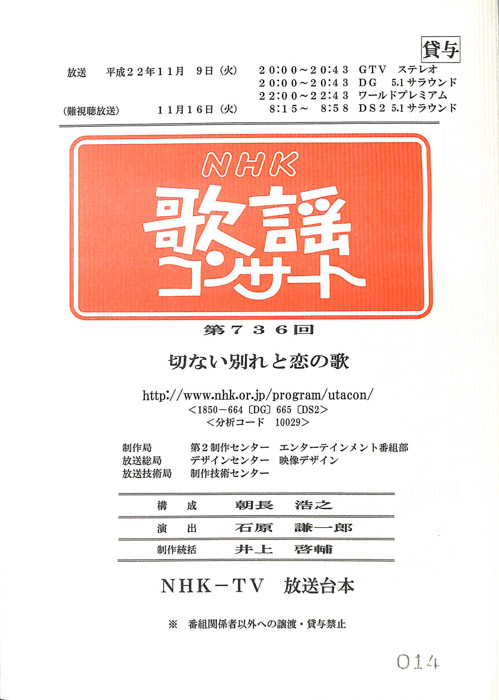 貸与
放送 平成22年11月 9日(火) 20:00~20:43 GTV ステレオ
20:00~20:43 DG 5.1サラウンド
22:00~22:43 ワールドプレミアム
(難視聴放送) 11月16日(火) 8:15~ 8:58 DS2 5.1サラウンド
NHK
歌謡
コンサート
第736回
切ない別れと恋の歌
http://www.nhk.or.jp/program/utacon/
<1850-664〔DG〕665〔DS2>
<分析コード 10029>
制作局 第2制作センター エンターテインメント番組部
放送総局 デザインセンター 映像デザイン
放送技術局 制作技術センター
構成 朝長 浩之
演出 石原 謙一郎
制作統括 井上 啓輔
NHK-TV 放送台本
※ 番組関係者以外への譲渡・貸与禁止
014